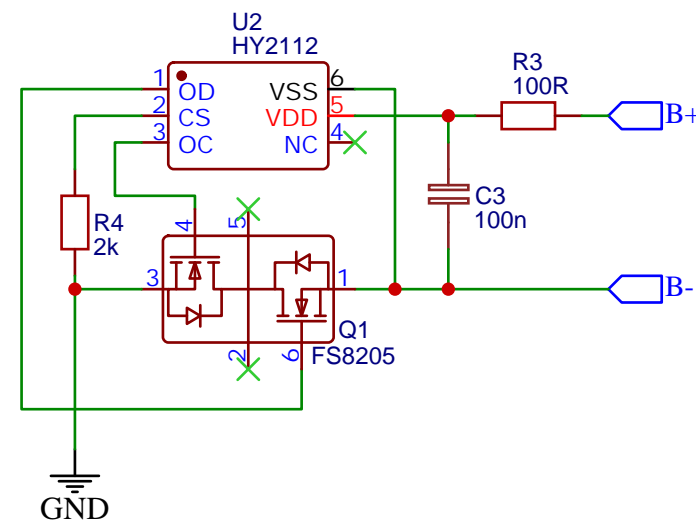 U2
HY2112
1
OD
2
CS
3
OC
6
VSS
5
VDD
4
NC
R3
100R
B+
R4
2k
C3
100n
4
5
3
1
2
6
Q1
FS8205
B-
GND